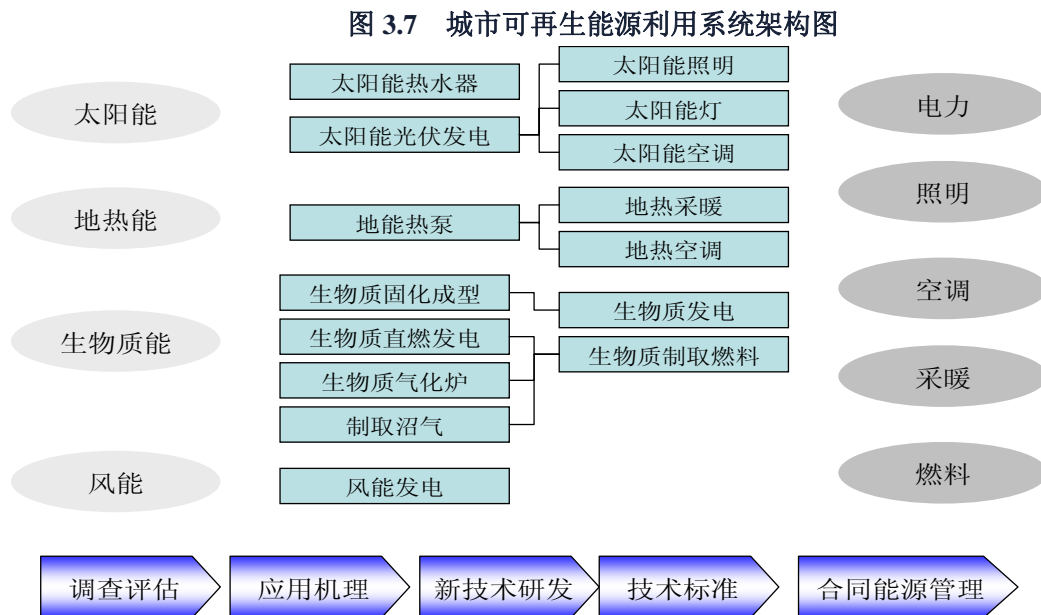 图 3.7 城市可再生能源利用系统架构图
太阳能
地热能
生物质能
风能
太阳能热水器
太阳能光伏发电
太阳能照明
太阳能灯
太阳能空调
地能热泵
地热采暖
地热空调
生物质固化成型
生物质直燃发电
生物质气化炉
制取沼气
生物质发电
生物质制取燃料
风能发电
电力
照明
空调
采暖
燃料
调查评估
应用机理
新技术研发
技术标准
合同能源管理